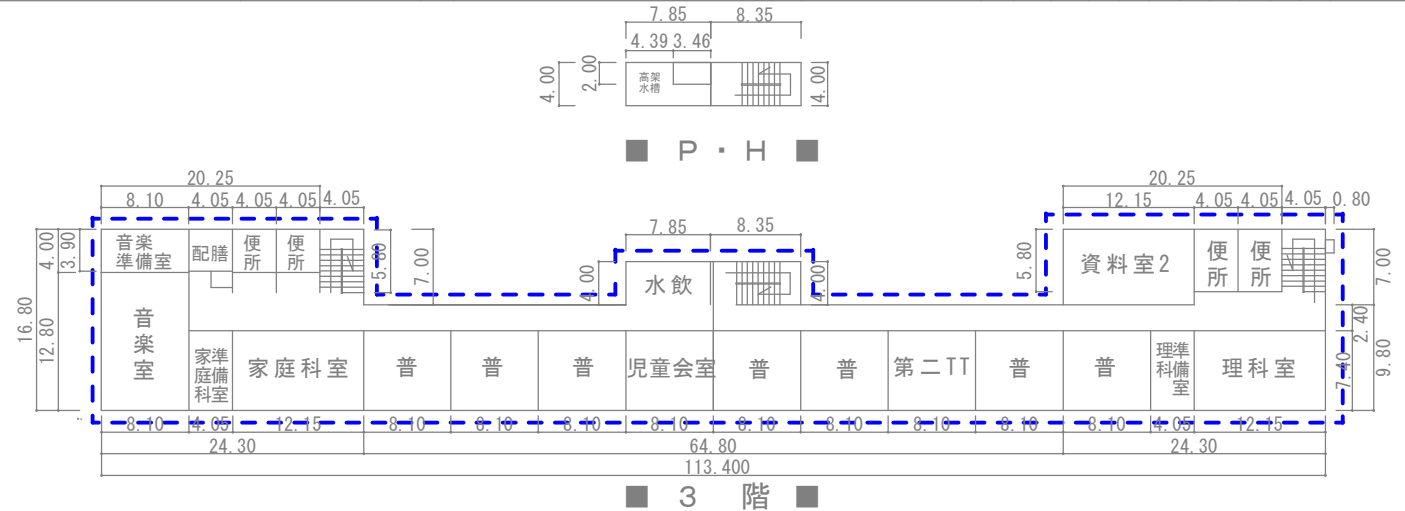 7.85 8.35
4.39 3.46
4.00 2.00 高架水槽 4.00
■ P・H ■
20.25 20.25
8.10 4.05 4.05 4.05 4.05 7.85 8.35 12.15 4.05 4.05 4.05 0.80
4.00 3.90 音楽準備室 配膳 便所 便所 5.80 7.00 4.00 水飲 4.00 5.80 資料室2 便所 便所 7.00
16.80 12.80 音楽室 家庭科準備室 家庭科室 普 普 普 児童会室 普 普 第二TT 普 普 理科準備室 理科室 2.40 7.40 9.80
8.10 4.05 12.15 8.10 8.10 8.10 8.10 8.10 8.10 8.10 8.10 8.10 4.05 12.15
24.30 64.80 24.30
113.400
■ 3 階 ■